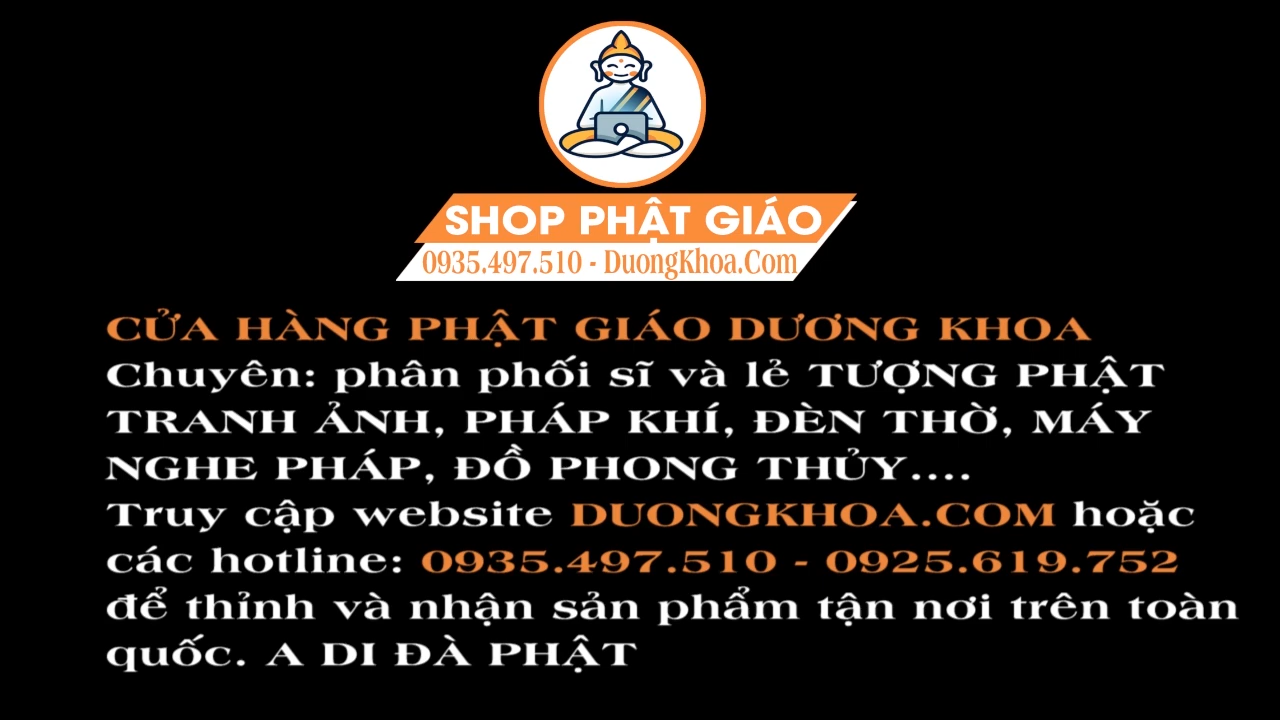 SHOP PHẬT GIÁO
0935.497.510 - DuongKhoa.Com
CỬA HÀNG PHẬT GIÁO DƯƠNG KHOA
Chuyên: phân phối sĩ và lẻ TƯỢNG PHẬT
TRANH ẢNH, PHÁP KHÍ, ĐÈN THỜ, MÁY
NGHE PHÁP, ĐỒ PHONG THỦY....
Truy cập website DUONGKHOA.COM hoặc
các hotline: 0935.497.510 - 0925.619.752
để thỉnh và nhận sản phẩm tận nơi trên toàn
quốc. A DI ĐÀ PHẬT